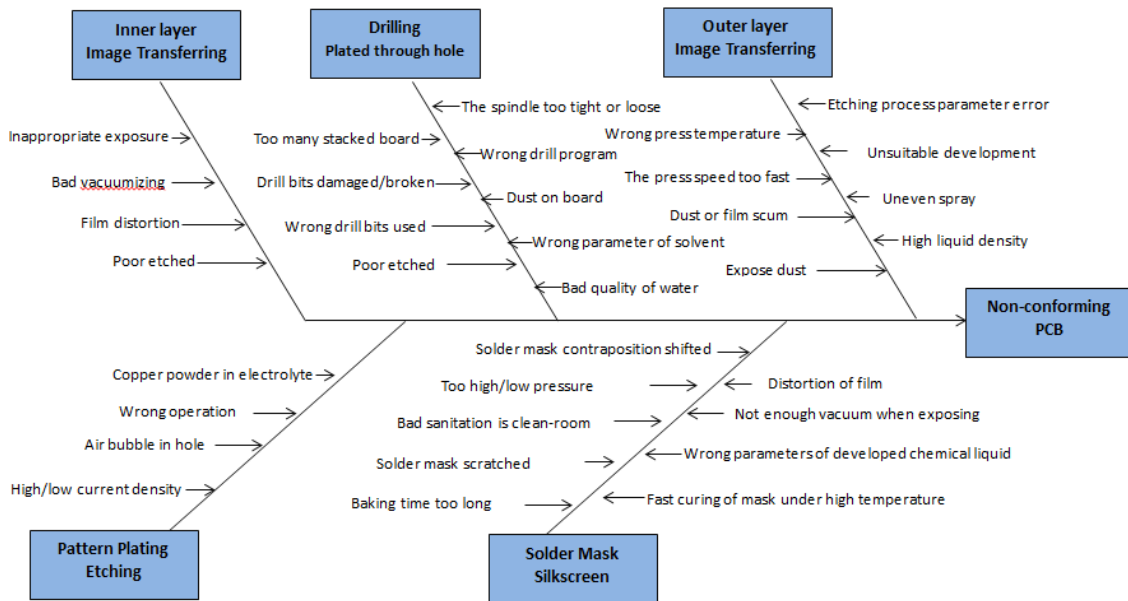 Inner layer
Image Transferring
Drilling
Plated through hole
Outer layer
Image Transferring
Inappropriate exposure
Bad vacuumizing
Film distortion
Poor etched
The spindle too tight or loose
Too many stacked board
Wrong drill program
Drill bits damaged/broken
Dust on board
Wrong drill bits used
Wrong parameter of solvent
Poor etched
Bad quality of water
Etching process parameter error
Wrong press temperature
Unsuitable development
The press speed too fast
Uneven spray
Dust or film scum
High liquid density
Expose dust
Non-conforming
PCB
Copper powder in electrolyte
Wrong operation
Air bubble in hole
High/low current density
Solder mask contraposition shifted
Too high/low pressure
Distortion of film
Bad sanitation is clean-room
Not enough vacuum when exposing
Solder mask scratched
Wrong parameters of developed chemical liquid
Baking time too long
Fast curing of mask under high temperature
Pattern Plating
Etching
Solder Mask
Silkscreen